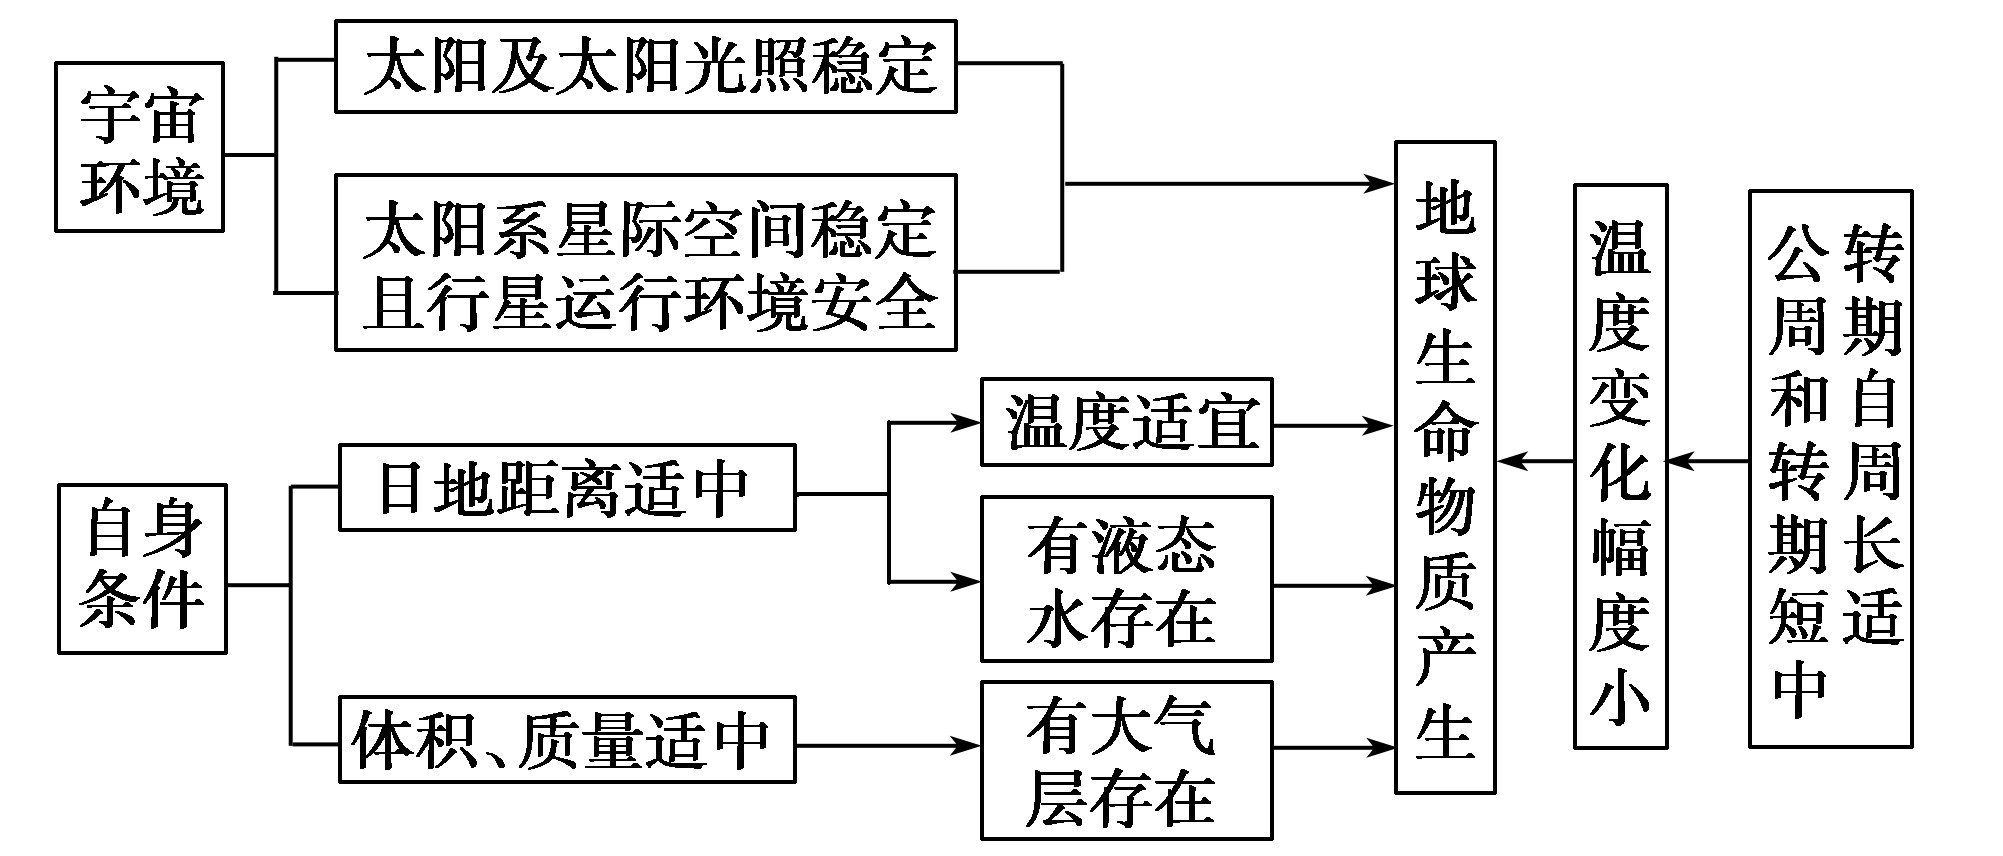 宇宙
环境
太阳及太阳光照稳定
太阳系星际空间稳定
且行星运行环境安全
自身
条件
日地距离适中
体积、质量适中
温度适宜
有液态
水存在
有大气
层存在
地球生命物质产生
温度变化幅度小
公转
周期
和自
转周
期长
短适
中